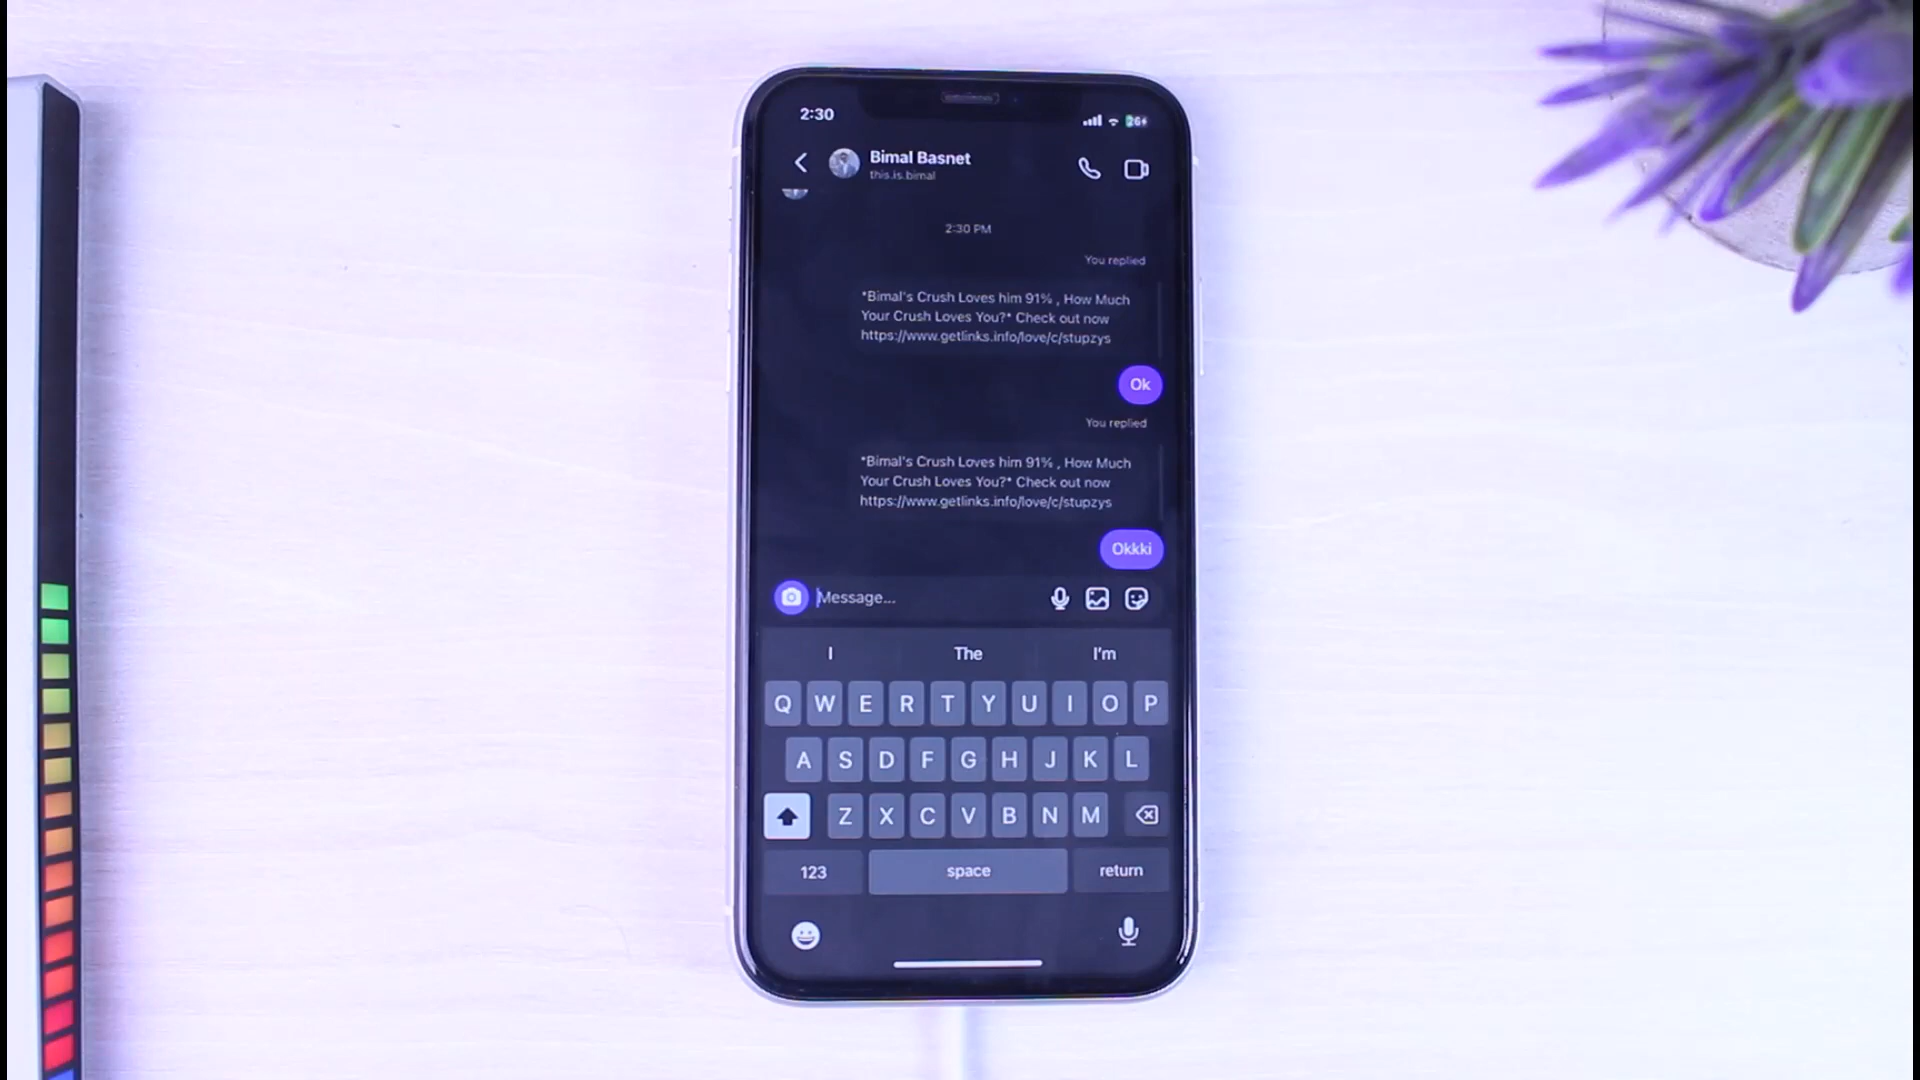 2:30
26
Bimal Basnet
this.is.bimal
2:30 PM
You replied
*Bimal's Crush Loves him 91% , How Much
Your Crush Loves You?* Check out now
https://www.getlinks.info/love/c/stupzys
Ok
You replied
*Bimal's Crush Loves him 91% , How Much
Your Crush Loves You?* Check out now
https://www.getlinks.info/love/c/stupzys
Okkki
Message...
I The I'm
Q W E R T Y U I O P
A S D F G H J K L
Z X C V B N M
123 space return